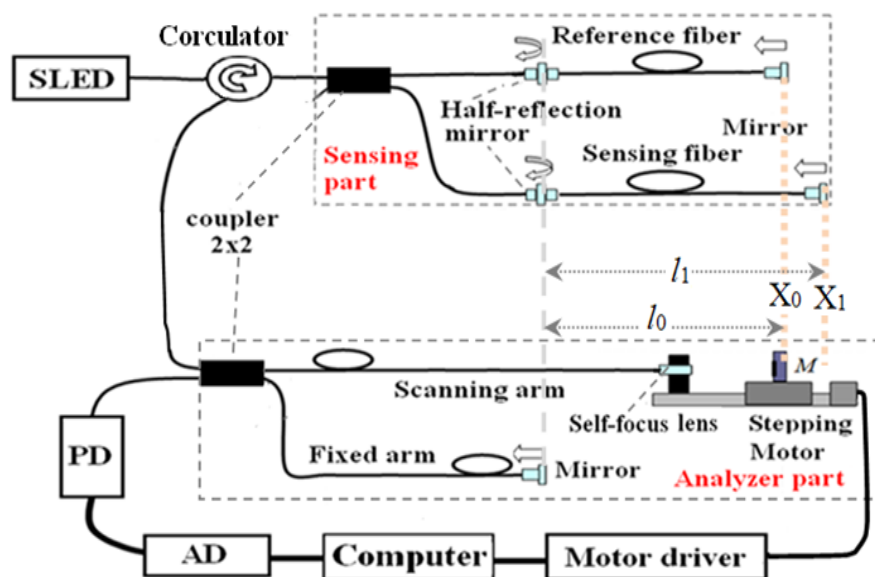 Corculator
SLED
Reference fiber
Half-reflection
mirror
Mirror
Sensing
part
Sensing fiber
coupler
2x2
l1
X0 X1
l0
M
Scanning arm
Self-focus lens
Stepping
Motor
Fixed arm
Mirror
Analyzer part
PD
AD
Computer
Motor driver